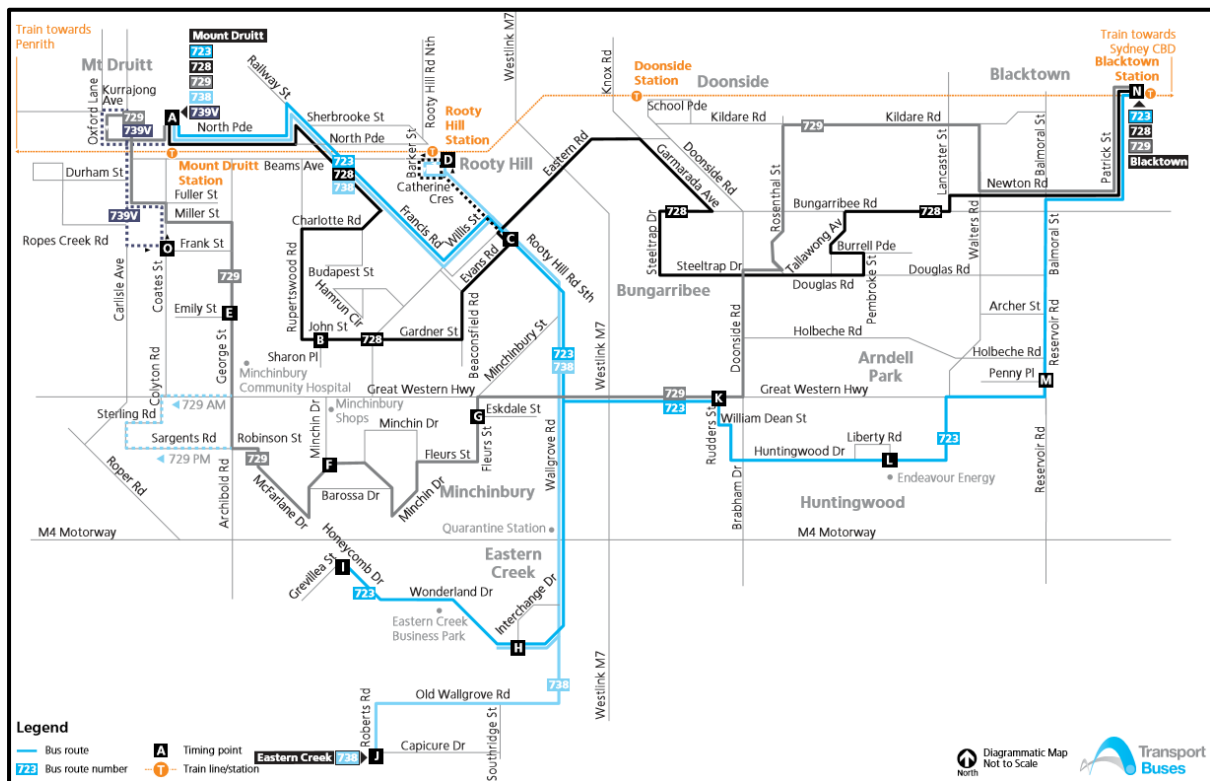 Train towards
Penrith
Mount Druitt
723
728
729
738
739V
Mt Druitt
Kurrajong
Ave
Oxford Lane
729
739V
A
North Pde
Railway St
Sherbrooke St
North Pde
Rooty Hill Rd Nth
Westlink M7
Knox Rd
Doonside
Station
Doonside
School Pde
Kildare Rd
729
Kildare Rd
Blacktown
Train towards
Sydney CBD
Blacktown
Station
T
N
723
728
729
Blacktown
Patrick St
Balmoral St
Lancaster St
Newton Rd
Rooty
Hill
Station
T
Barker St
D
Rooty Hill
Catherine
Cres
Eastern Rd
Garmarada Ave
Doonside Rd
Rosenthal St
Bungarribee Rd
728
Walters Rd
T
Mount Druitt
Station
Beams Ave
723
728
738
Durham St
739V
Fuller St
Miller St
Ropes Creek Rd
O
Frank St
Carlisle Ave
Coates St
729
Charlotte Rd
Francis Rd
Willis St
C
Evans Rd
Rooty Hill Rd Sth
Rupertswood Rd
Budapest St
Hamrun Cir
Beaconsfield Rd
728
Steeltrap Dr
Steeltrap Dr
Tallawong Av
Burrell Pde
Pembroke St
Douglas Rd
Douglas Rd
Bungarribee
Balmoral St
Archer St
Emily St
E
George St
John St
B
728
Gardner St
Minchinbury St
723
738
Westlink M7
Doonside Rd
Holbeche Rd
Holbeche Rd
Reservoir Rd
Arndell
Park
Penny Pl
M
Sharon Pl
Minchinbury
Community Hospital
Great Western Hwy
729
723
K
Great Western Hwy
Colyton Rd
729 AM
Sterling Rd
Sargents Rd
729 PM
Robinson St
729
Minchin Dr
Minchinbury
Shops
Minchin Dr
G
Eskdale St
Fleurs St
Fleurs St
F
Barossa Dr
Minchin Dr
Minchinbury
Wallgrove Rd
Rudders St
William Dean St
Liberty Rd
Huntingwood Dr
L
723
Endeavour Energy
Huntingwood
Brabham Dr
Reservoir Rd
Roper Rd
Archibold Rd
McFarlane Dr
Quarantine Station
M4 Motorway
M4 Motorway
Eastern
Creek
Honeycomb Dr
I
Grevillea St
723
Wonderland Dr
Eastern Creek
Business Park
Interchange Dr
H
738
Westlink M7
Old Wallgrove Rd
Roberts Rd
Southridge St
Capicure Dr
Eastern Creek
738
J
Legend
Bus route
723
Bus route number
A
Timing point
T
Train line/station
North
Diagrammatic Map
Not to Scale
Transport
Buses